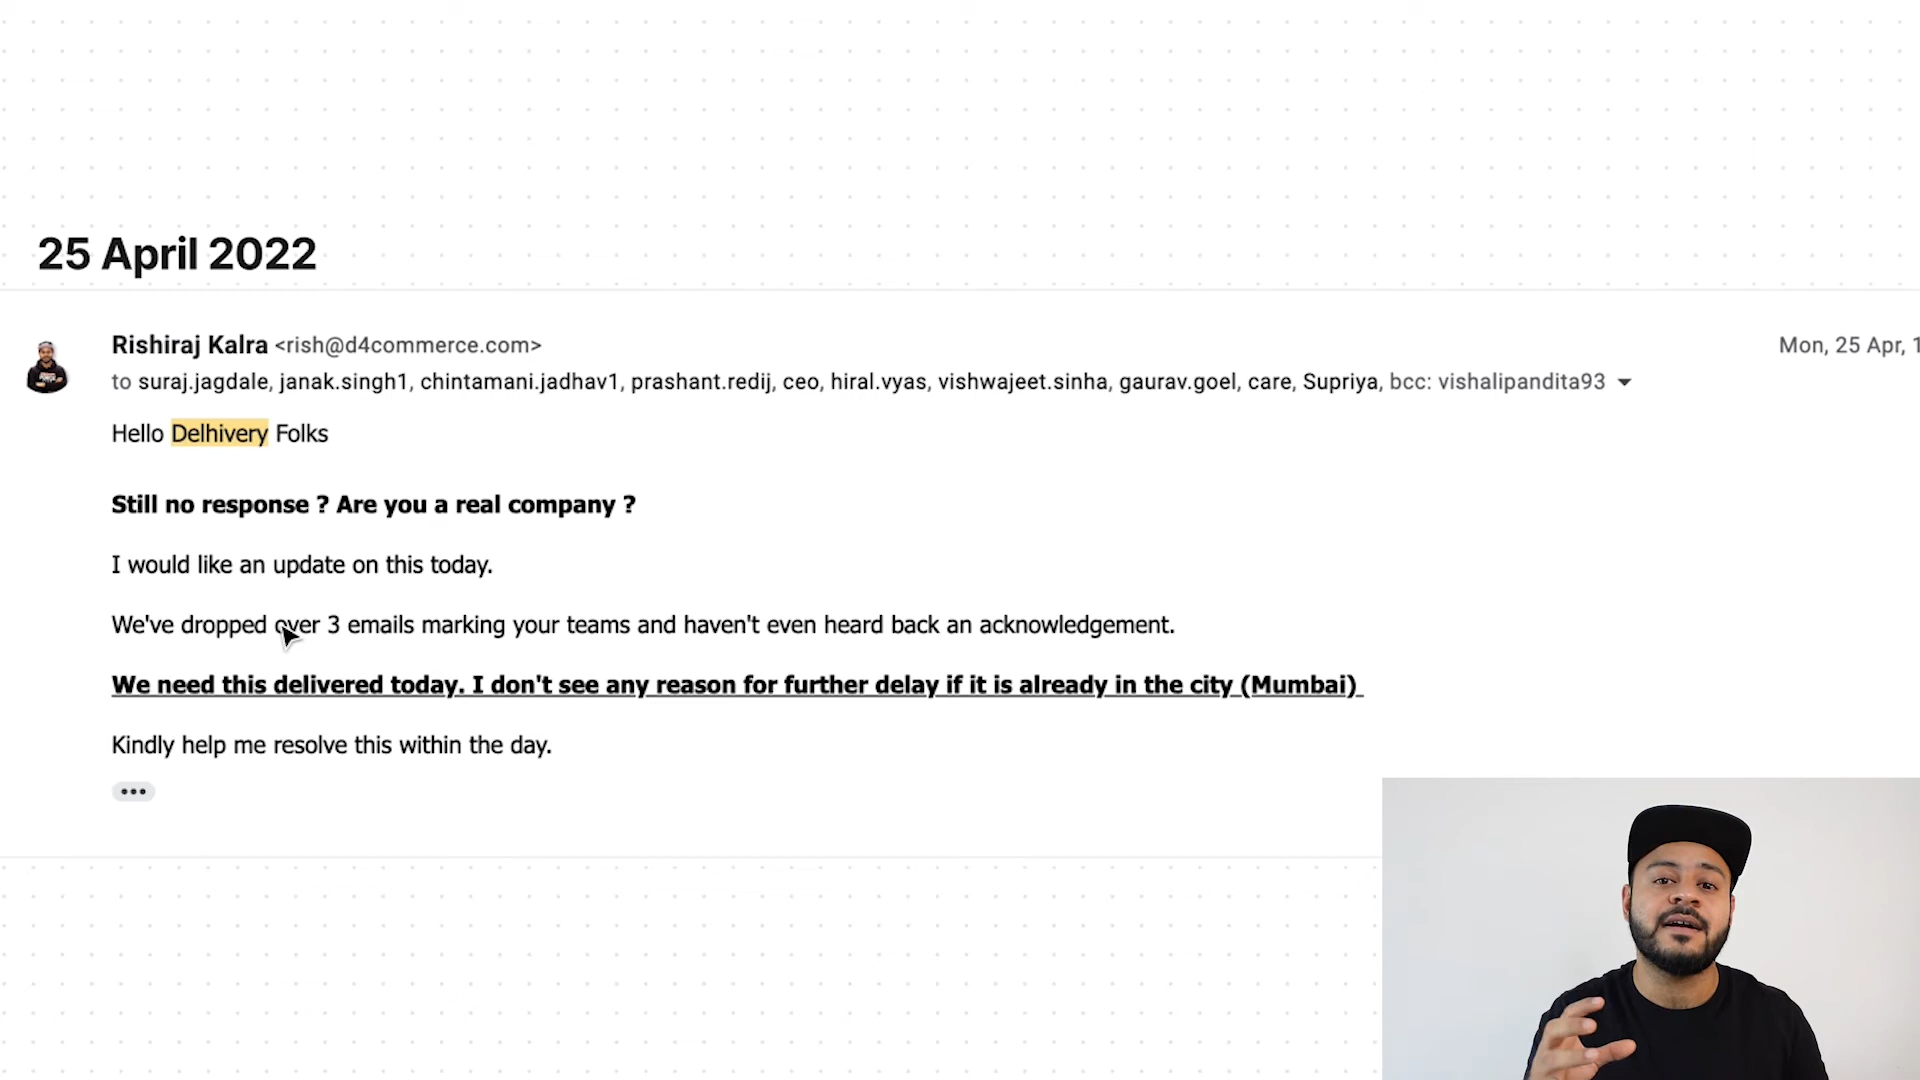 25 April 2022
Rishiraj Kalra <rish@d4commerce.com>
Mon, 25 Apr, 1
to suraj.jagdale, janak.singh1, chintamani.jadhav1, prashant.redij, ceo, hiral.vyas, vishwajeet.sinha, gaurav.goel, care, Supriya, bcc: vishalipandita93
Hello Delhivery Folks
Still no response ? Are you a real company ?
I would like an update on this today.
We've dropped over 3 emails marking your teams and haven't even heard back an acknowledgement.
We need this delivered today. I don't see any reason for further delay if it is already in the city (Mumbai)
Kindly help me resolve this within the day.